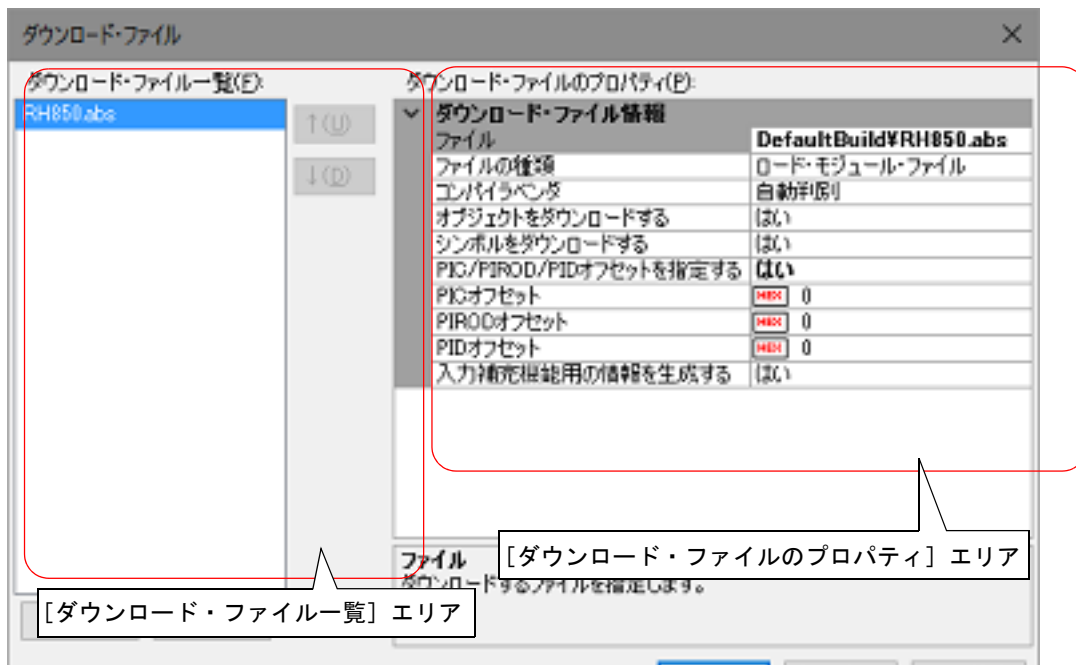 ダウンロード・ファイル
ダウンロード・ファイル一覧(F):
RH850.abs
↑(U)
↓(D)
ダウンロード・ファイルのプロパティ(P):
ダウンロード・ファイル情報
ファイル DefaultBuild¥RH850.abs
ファイルの種類 ロード・モジュール・ファイル
コンパイラベンダ 自動判別
オブジェクトをダウンロードする はい
シンボルをダウンロードする はい
PIC/PIROD/PIDオフセットを指定する はい
PICオフセット HEX 0
PIRODオフセット HEX 0
PIDオフセット HEX 0
入力補完機能用の情報を生成する はい
ファイル
ダウンロードするファイルを指定します。
[ダウンロード・ファイルのプロパティ] エリア
[ダウンロード・ファイル一覧] エリア